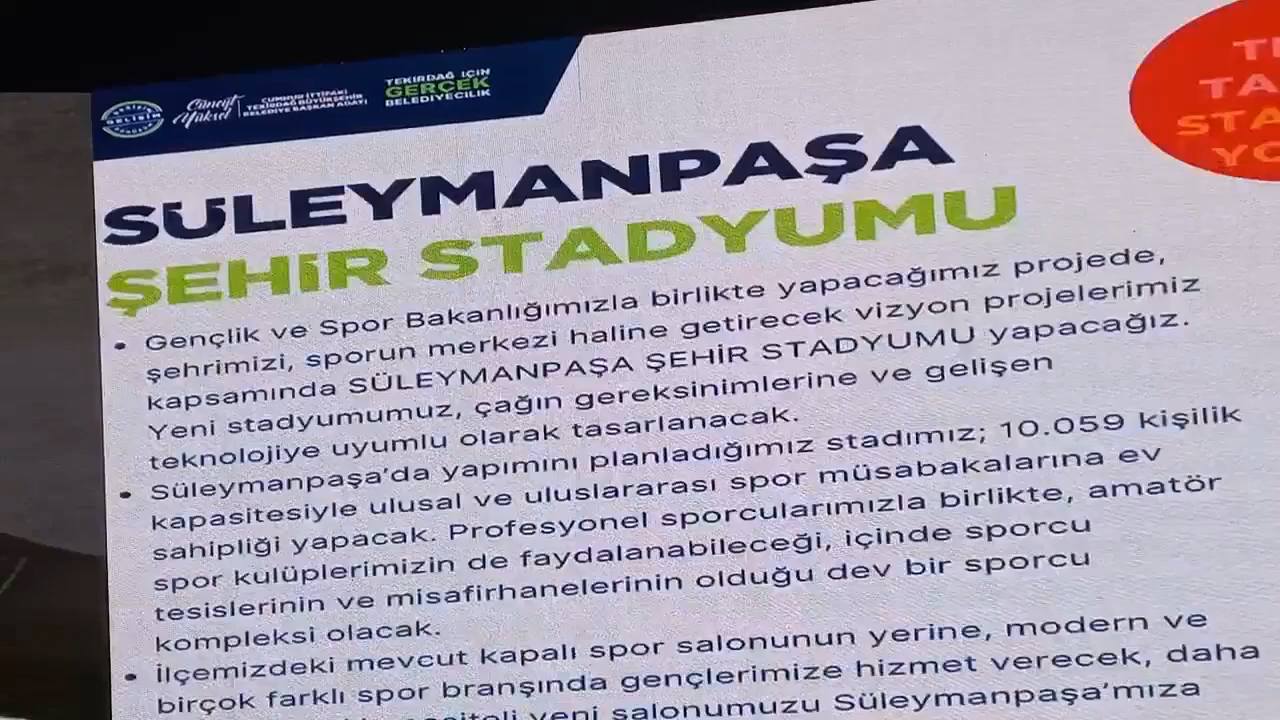 GELİŞİM
Cüneyt
Yüksel
CUMHUR İTTİFAKI
TEKİRDAĞ BÜYÜKŞEHİR
BELEDİYE BAŞKAN ADAYI
TEKİRDAĞ İÇİN
GERÇEK
BELEDİYECİLİK
SÜLEYMANPAŞA
ŞEHİR STADYUMU
• Gençlik ve Spor Bakanlığımızla birlikte yapacağımız projede,
şehrimizi, sporun merkezi haline getirecek vizyon projelerimiz
kapsamında SÜLEYMANPAŞA ŞEHİR STADYUMU yapacağız.
Yeni stadyumumuz, çağın gereksinimlerine ve gelişen
teknolojiye uyumlu olarak tasarlanacak.
• Süleymanpaşa'da yapımını planladığımız stadımız; 10.059 kişilik
kapasitesiyle ulusal ve uluslararası spor müsabakalarına ev
sahipliği yapacak. Profesyonel sporcularımızla birlikte, amatör
spor kulüplerimizin de faydalanabileceği, içinde sporcu
tesislerinin ve misafirhanelerinin olduğu dev bir sporcu
kompleksi olacak.
• İlçemizdeki mevcut kapalı spor salonunun yerine, modern ve
birçok farklı spor branşında gençlerimize hizmet verecek, daha
yeni salonumuzu Süleymanpaşa'mıza